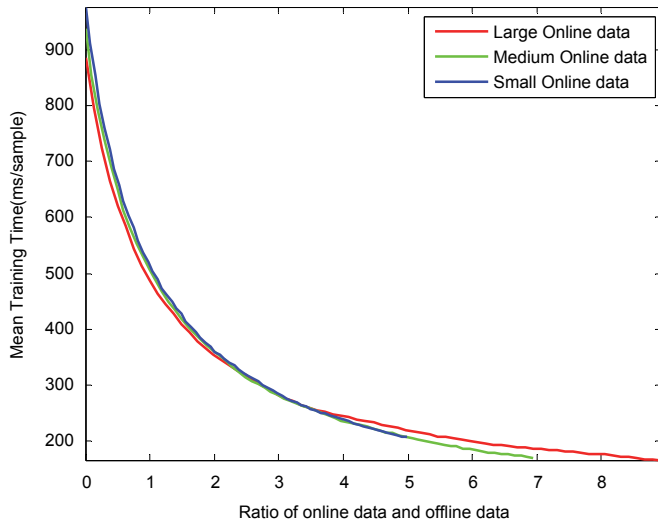 Large Online data
Medium Online data
Small Online data
Mean Training Time(ms/sample)
900
800
700
600
500
400
300
200
0 1 2 3 4 5 6 7 8
Ratio of online data and offline data